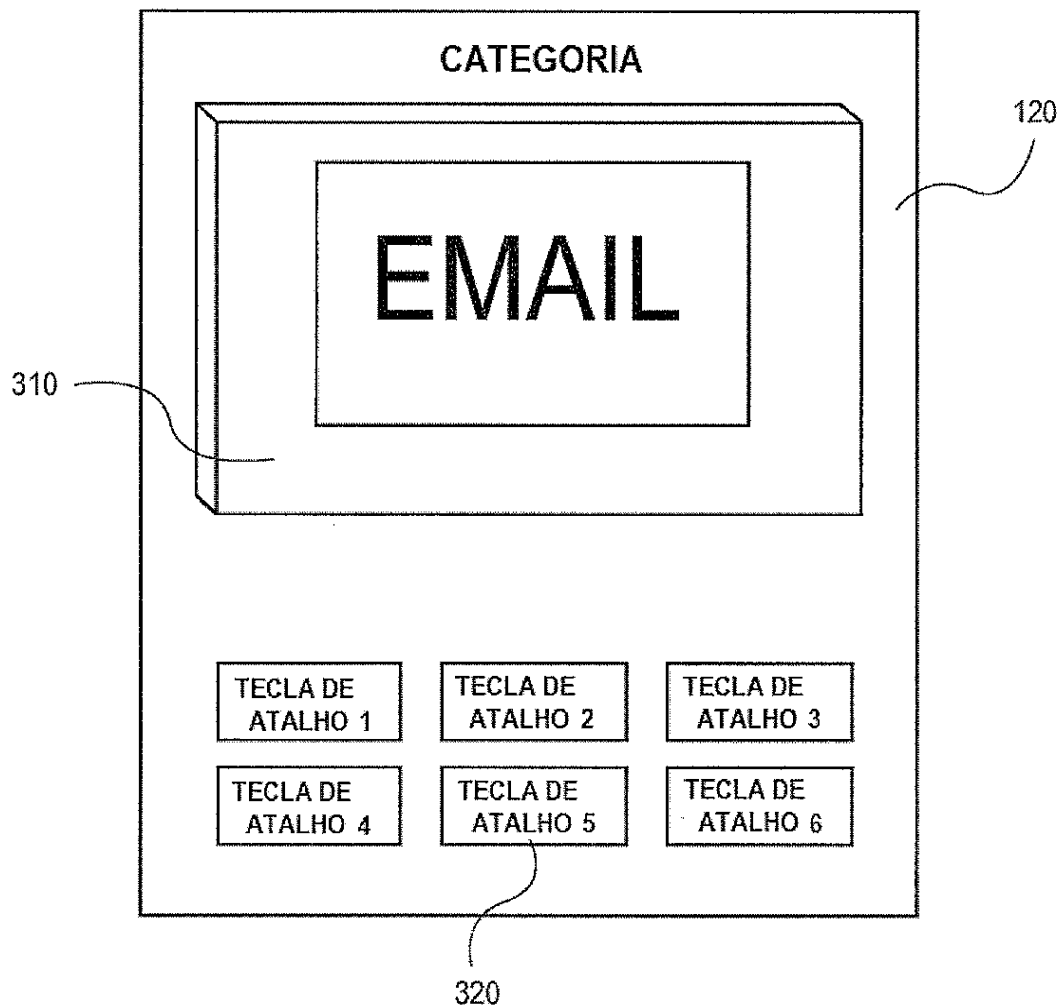 CATEGORIA
120
EMAIL
310
TECLA DE
ATALHO 1
TECLA DE
ATALHO 2
TECLA DE
ATALHO 3
TECLA DE
ATALHO 4
TECLA DE
ATALHO 5
TECLA DE
ATALHO 6
320